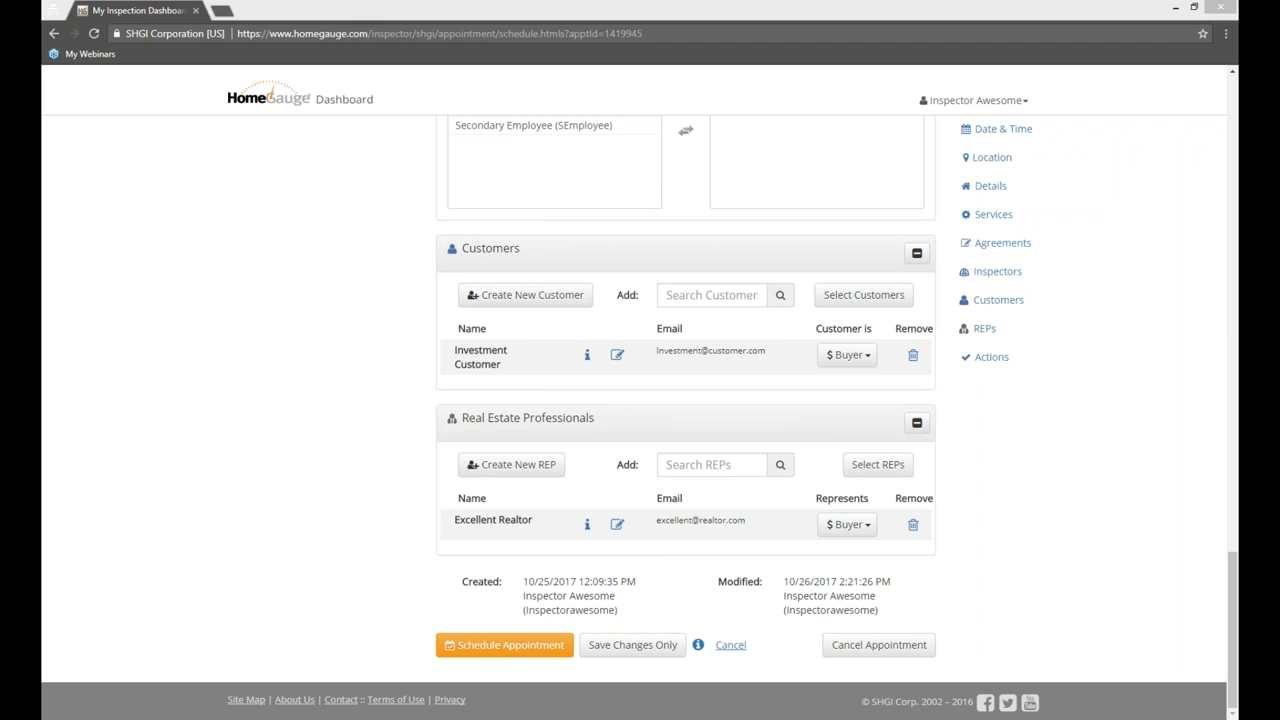 My Inspection Dashboa
SHGI Corporation [US] https://www.homegauge.com/inspector/shgi/appointment/schedule.htmls?apptId=1419945
My Webinars
HomeGauge Dashboard
Inspector Awesome
Secondary Employee (SEmployee)
Date & Time
Location
Details
Services
Agreements
Inspectors
Customers
REPs
Actions
Customers
Create New Customer Add: Search Customer Select Customers
Name Email Customer is Remove
Investment Customer Investment@customer.com $ Buyer
Real Estate Professionals
Create New REP Add: Search REPs Select REPs
Name Email Represents Remove
Excellent Realtor excellent@realtor.com $ Buyer
Created: 10/25/2017 12:09:35 PM Modified: 10/26/2017 2:21:26 PM
Inspector Awesome Inspector Awesome
(Inspectorawesome) (Inspectorawesome)
Schedule Appointment Save Changes Only Cancel Cancel Appointment
Site Map | About Us | Contact :: Terms of Use | Privacy © SHGI Corp. 2002 – 2016